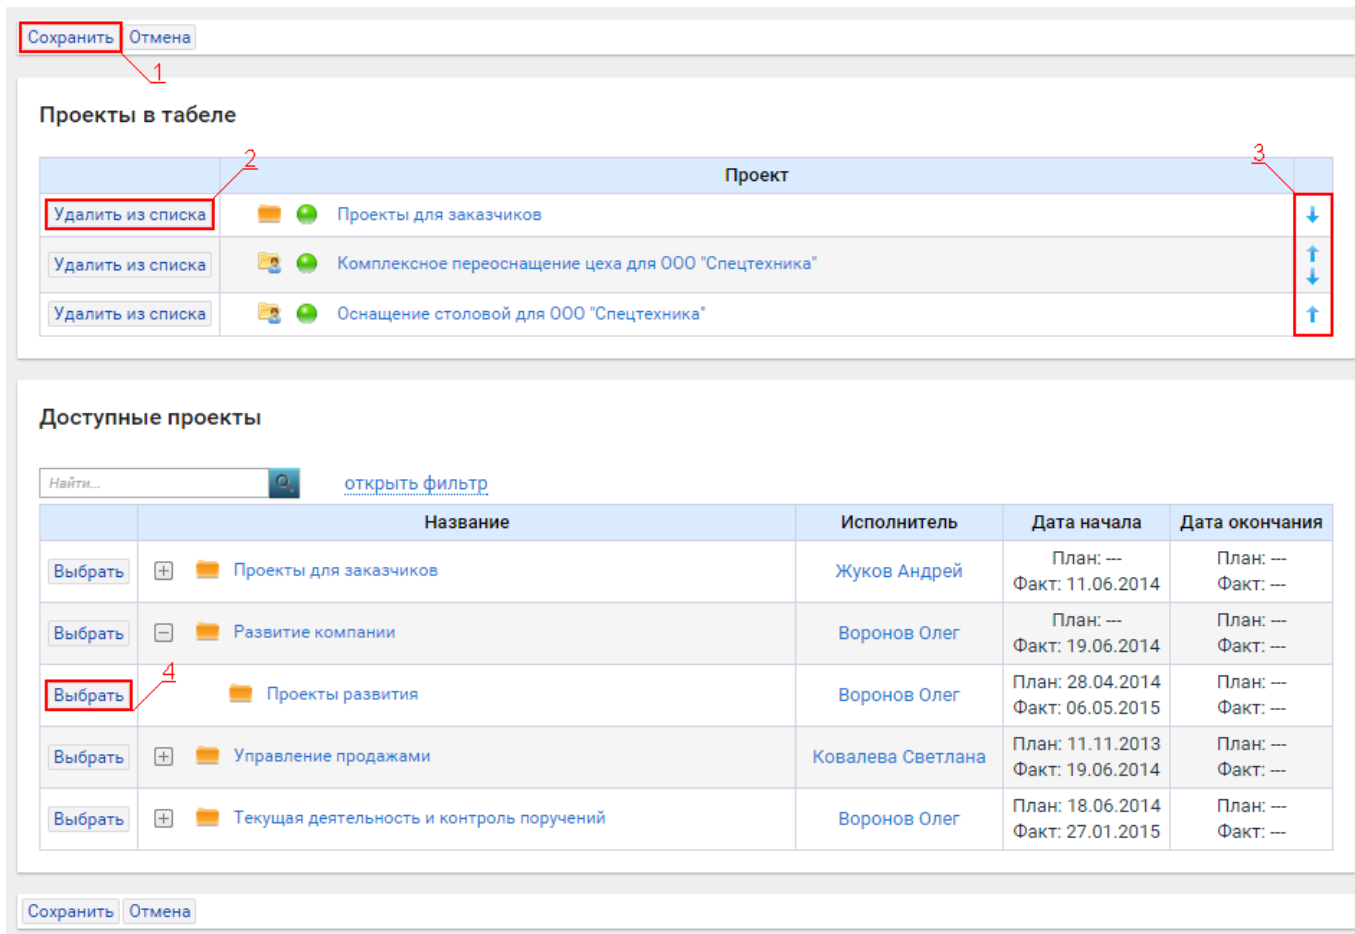 Сохранить Отмена
1
Проекты в табеле
2
3
Проект
Удалить из списка Проекты для заказчиков
Удалить из списка Комплексное переоснащение цеха для ООО "Спецтехника"
Удалить из списка Оснащение столовой для ООО "Спецтехника"
Доступные проекты
Найти... открыть фильтр
Название Исполнитель Дата начала Дата окончания
Выбрать Проекты для заказчиков Жуков Андрей План: --- План: ---
Факт: 11.06.2014 Факт: ---
Выбрать Развитие компании Воронов Олег План: --- План: ---
Факт: 19.06.2014 Факт: ---
4
Выбрать Проекты развития Воронов Олег План: 28.04.2014 План: ---
Факт: 06.05.2015 Факт: ---
Выбрать Управление продажами Ковалева Светлана План: 11.11.2013 План: ---
Факт: 19.06.2014 Факт: ---
Выбрать Текущая деятельность и контроль поручений Воронов Олег План: 18.06.2014 План: ---
Факт: 27.01.2015 Факт: ---
Сохранить Отмена